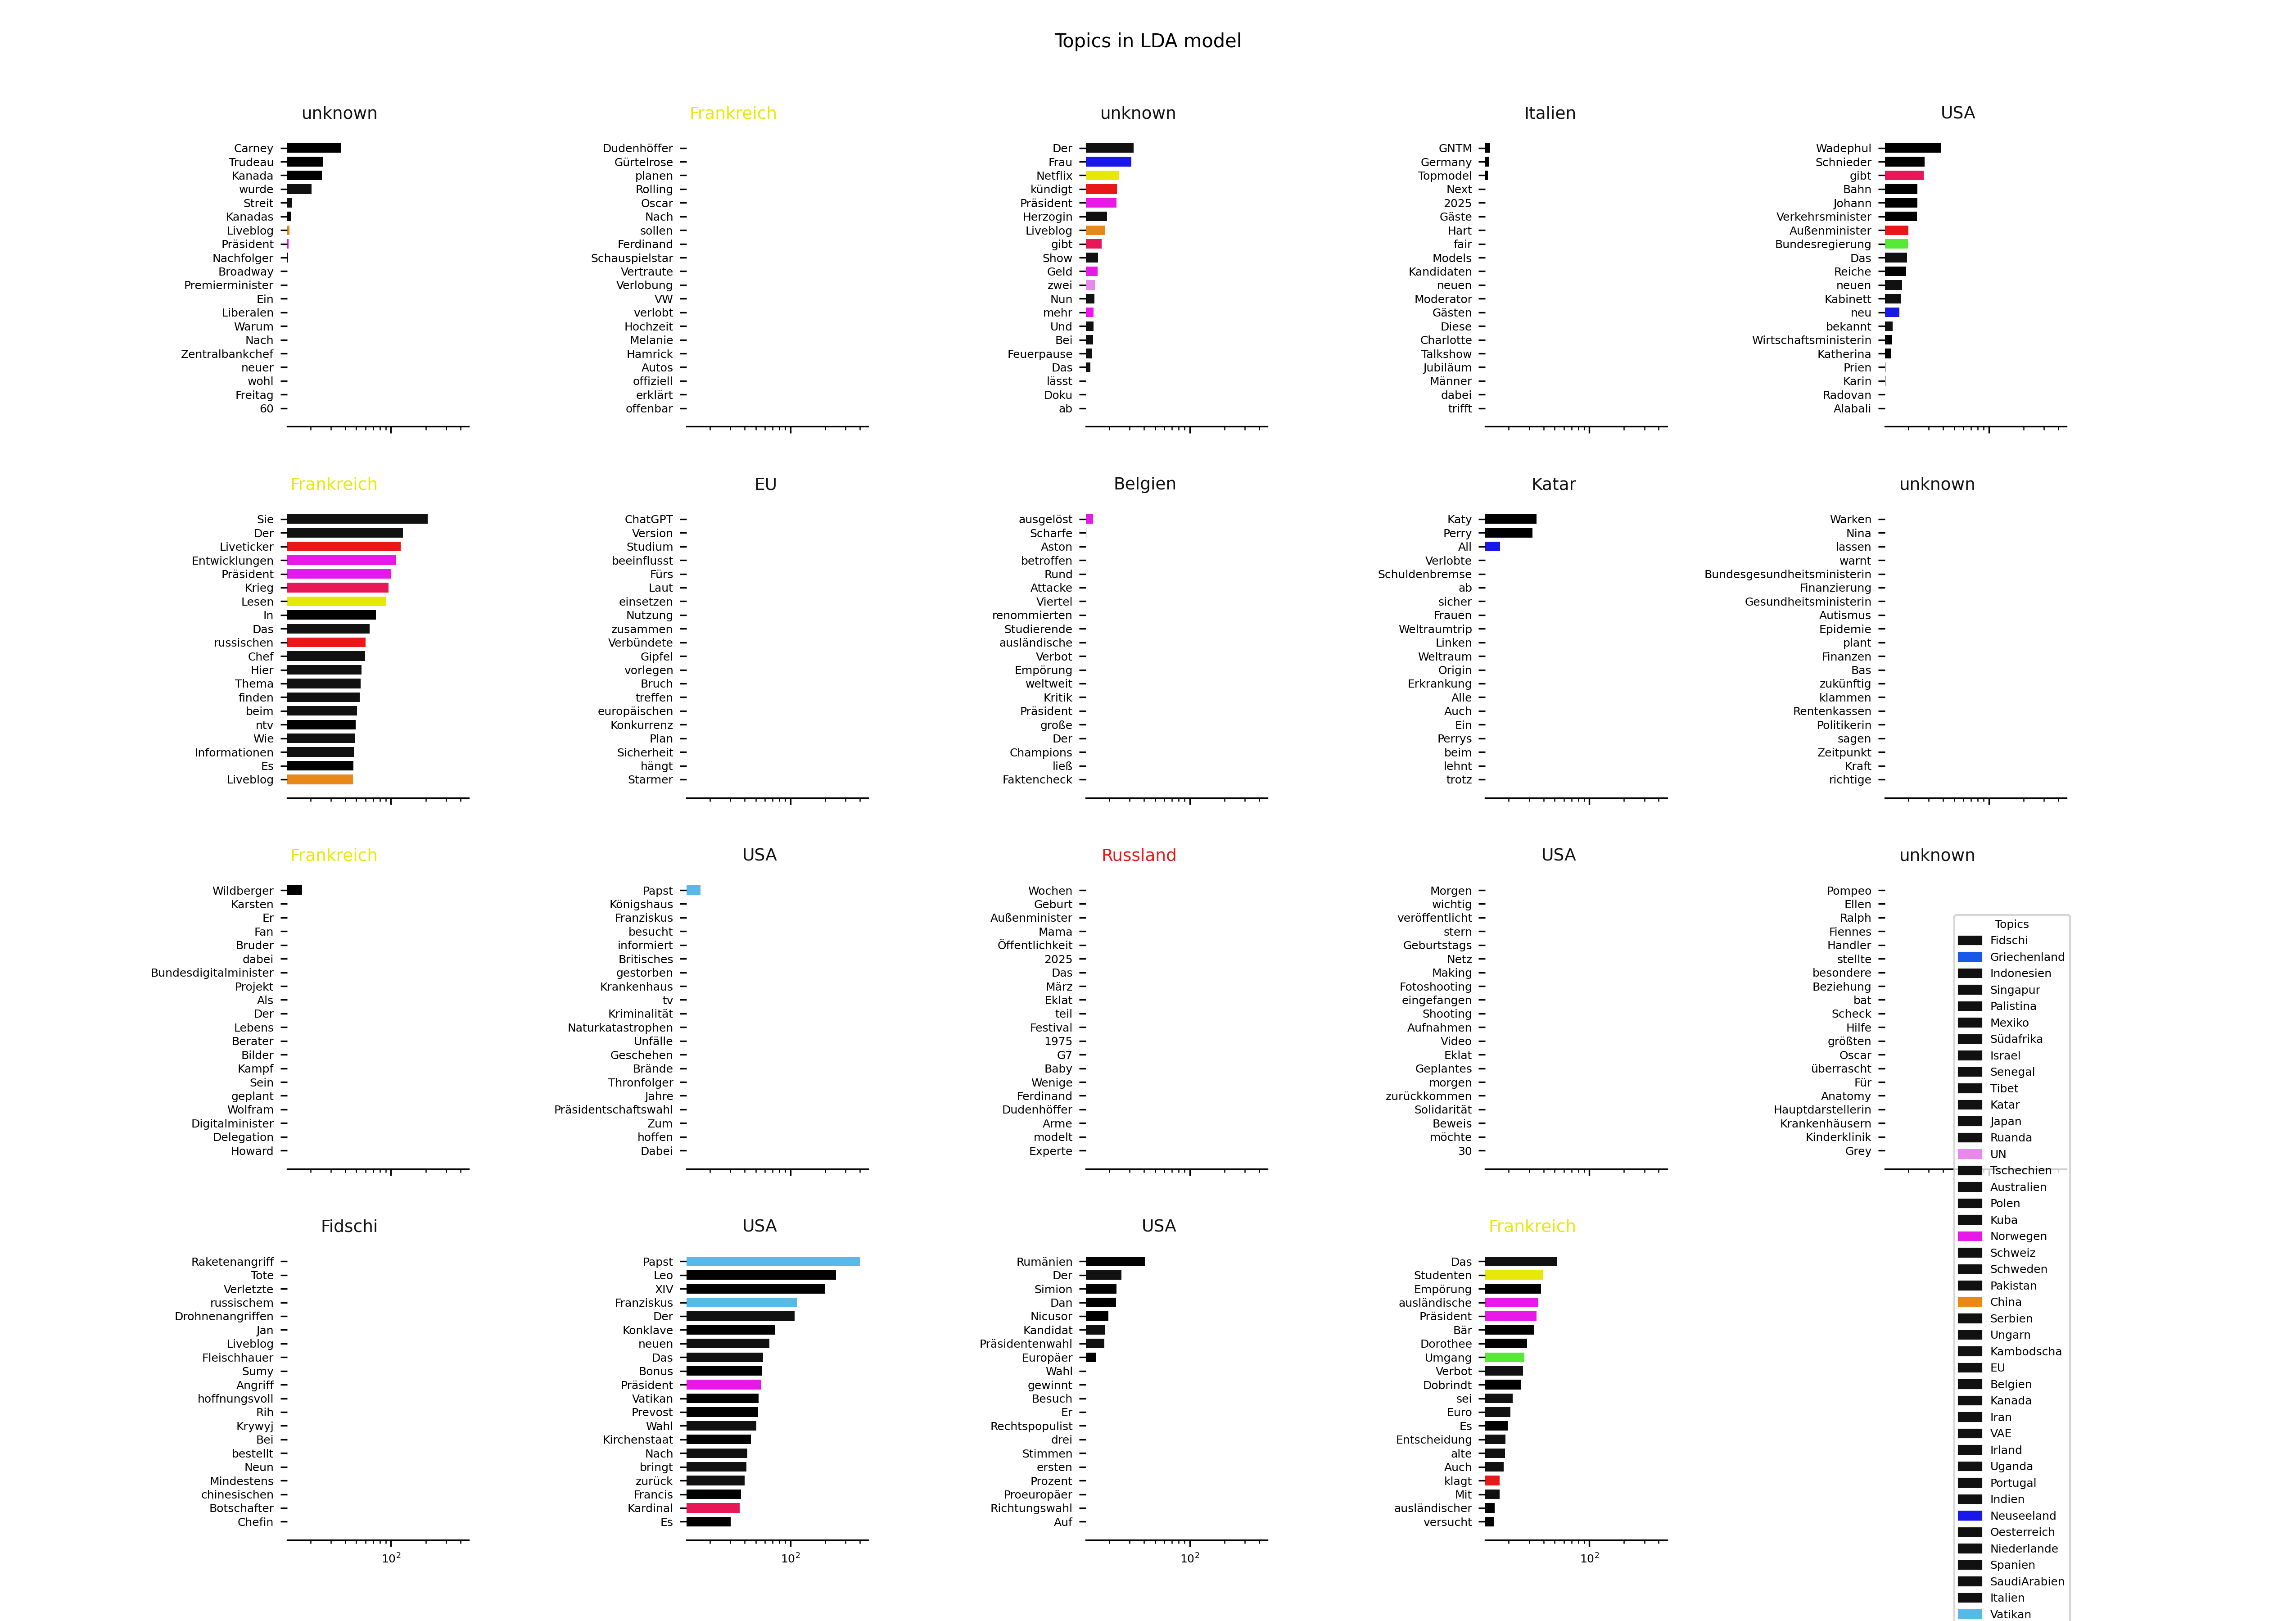 Topics in LDA model
unknown
Carney
Trudeau
Kanada
wurde
Streit
Kanadas
Liveblog
Präsident
Nachfolger
Broadway
Premierminister
Ein
Liberalen
Warum
Nach
Zentralbankchef
neuer
wohl
Freitag
60
Frankreich
Dudenhöffer
Gürtelrose
planen
Rolling
Oscar
Nach
sollen
Ferdinand
Schauspielstar
Vertraute
Verlobung
VW
verlobt
Hochzeit
Melanie
Hamrick
Autos
offiziell
erklärt
offenbar
unknown
Der
Frau
Netflix
kündigt
Präsident
Herzogin
Liveblog
gibt
Show
Geld
zwei
Nun
mehr
Und
Bei
Feuerpause
Das
lässt
Doku
ab
Italien
GNTM
Germany
Topmodel
Next
2025
Gäste
Hart
fair
Models
Kandidaten
neuen
Moderator
Gästen
Diese
Charlotte
Talkshow
Jubiläum
Männer
dabei
trifft
USA
Wadephul
Schnieder
gibt
Bahn
Johann
Verkehrsminister
Außenminister
Bundesregierung
Das
Reiche
neuen
Kabinett
neu
bekannt
Wirtschaftsministerin
Katherina
Prien
Karin
Radovan
Alabali
Frankreich
Sie
Der
Liveticker
Entwicklungen
Präsident
Krieg
Lesen
In
Das
russischen
Chef
Hier
Thema
finden
beim
ntv
Wie
Informationen
Es
Liveblog
EU
ChatGPT
Version
Studium
beeinflusst
Fürs
Laut
einsetzen
Nutzung
zusammen
Verbündete
Gipfel
vorlegen
Bruch
treffen
europäischen
Konkurrenz
Plan
Sicherheit
hängt
Starmer
Belgien
ausgelöst
Scharfe
Aston
betroffen
Rund
Attacke
Viertel
renommierten
Studierende
ausländische
Verbot
Empörung
weltweit
Kritik
Präsident
große
Der
Champions
ließ
Faktencheck
Katar
Katy
Perry
All
Verlobte
Schuldenbremse
ab
sicher
Frauen
Weltraumtrip
Linken
Weltraum
Origin
Erkrankung
Alle
Auch
Ein
Perrys
beim
lehnt
trotz
unknown
Warken
Nina
lassen
warnt
Bundesgesundheitsministerin
Finanzierung
Gesundheitsministerin
Autismus
Epidemie
plant
Finanzen
Bas
zukünftig
klammen
Rentenkassen
Politikerin
sagen
Zeitpunkt
Kraft
richtige
Frankreich
Wildberger
Karsten
Er
Fan
Bruder
dabei
Bundesdigitalminister
Projekt
Als
Der
Lebens
Berater
Bilder
Kampf
Sein
geplant
Wolfram
Digitalminister
Delegation
Howard
USA
Papst
Königshaus
Franziskus
besucht
informiert
Britisches
gestorben
Krankenhaus
tv
Kriminalität
Naturkatastrophen
Unfälle
Geschehen
Brände
Thronfolger
Jahre
Präsidentschaftswahl
Zum
hoffen
Dabei
Russland
Wochen
Geburt
Außenminister
Mama
Öffentlichkeit
2025
Das
März
Eklat
teil
Festival
1975
G7
Baby
Wenige
Ferdinand
Dudenhöffer
Arme
modelt
Experte
USA
Morgen
wichtig
veröffentlicht
stern
Geburtstags
Netz
Making
Fotoshooting
eingefangen
Shooting
Aufnahmen
Video
Eklat
Geplantes
morgen
zurückkommen
Solidarität
Beweis
möchte
30
unknown
Pompeo
Ellen
Ralph
Fiennes
Handler
stellte
besondere
Beziehung
bat
Scheck
Hilfe
größten
Oscar
überrascht
Für
Anatomy
Hauptdarstellerin
Krankenhäusern
Kinderklinik
Grey
Fidschi
Raketenangriff
Tote
Verletzte
russischem
Drohnenangriffen
Jan
Liveblog
Fleischhauer
Sumy
Angriff
hoffnungsvoll
Rih
Krywyj
Bei
bestellt
Neun
Mindestens
chinesischen
Botschafter
Chefin
10²
USA
Papst
Leo
XIV
Franziskus
Der
Konklave
neuen
Das
Bonus
Präsident
Vatikan
Prevost
Wahl
Kirchenstaat
Nach
bringt
zurück
Francis
Kardinal
Es
10²
USA
Rumänien
Der
Simion
Dan
Nicusor
Kandidat
Präsidentenwahl
Europäer
Wahl
gewinnt
Besuch
Er
Rechtspopulist
drei
Stimmen
ersten
Prozent
Proeuropäer
Richtungswahl
Auf
10²
Frankreich
Das
Studenten
Empörung
ausländische
Präsident
Bär
Dorothee
Umgang
Verbot
Dobrindt
sei
Euro
Es
Entscheidung
alte
Auch
klagt
Mit
ausländischer
versucht
10²
Topics
Fidschi
Griechenland
Indonesien
Singapur
Palistina
Mexiko
Südafrika
Israel
Senegal
Tibet
Katar
Japan
Ruanda
UN
Tschechien
Australien
Polen
Kuba
Norwegen
Schweiz
Schweden
Pakistan
China
Serbien
Ungarn
Kambodscha
EU
Belgien
Kanada
Iran
VAE
Irland
Uganda
Portugal
Indien
Neuseeland
Oesterreich
Niederlande
Spanien
SaudiArabien
Italien
Vatikan